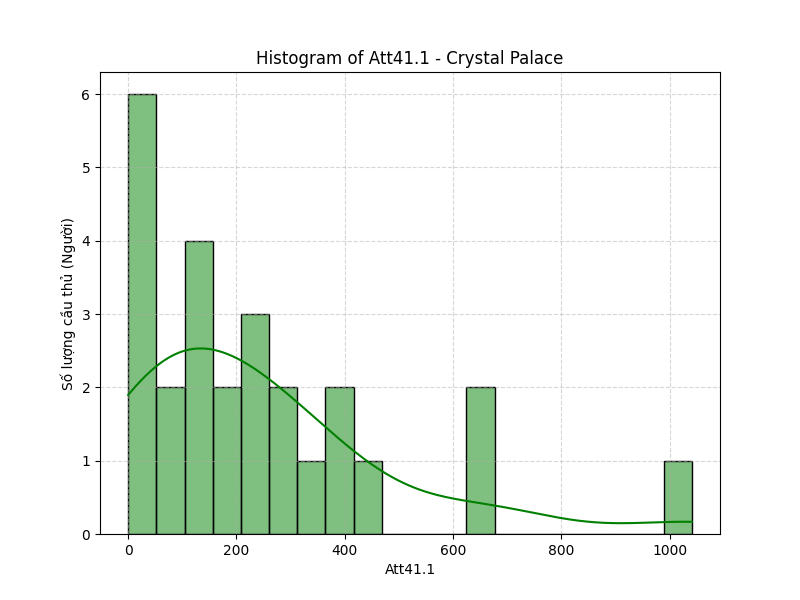 Histogram of Att41.1 - Crystal Palace
Số lượng cầu thủ (Người)
6
5
4
3
2
1
0
0 200 400 600 800 1000
Att41.1